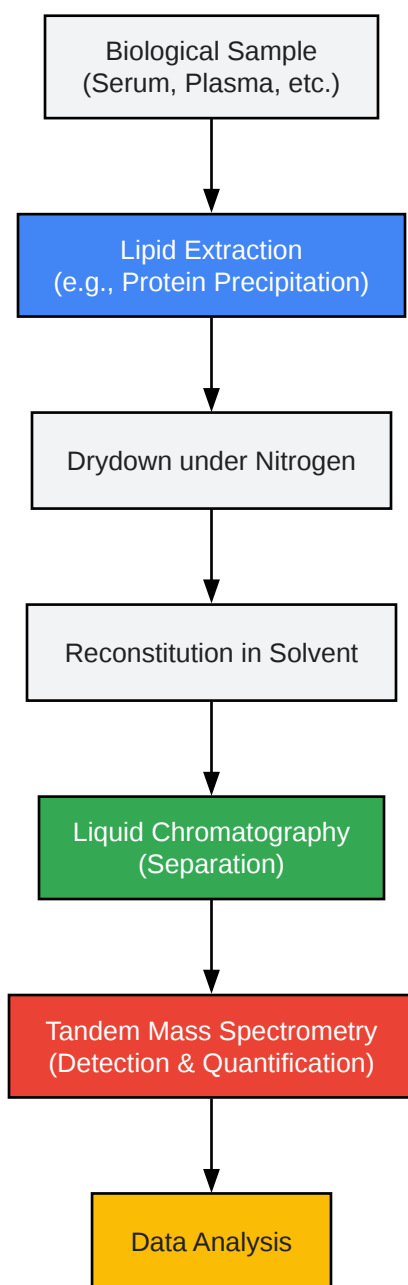 Biological Sample
(Serum, Plasma, etc.)
Lipid Extraction
(e.g., Protein Precipitation)
Drydown under Nitrogen
Reconstitution in Solvent
Liquid Chromatography
(Separation)
Tandem Mass Spectrometry
(Detection & Quantification)
Data Analysis